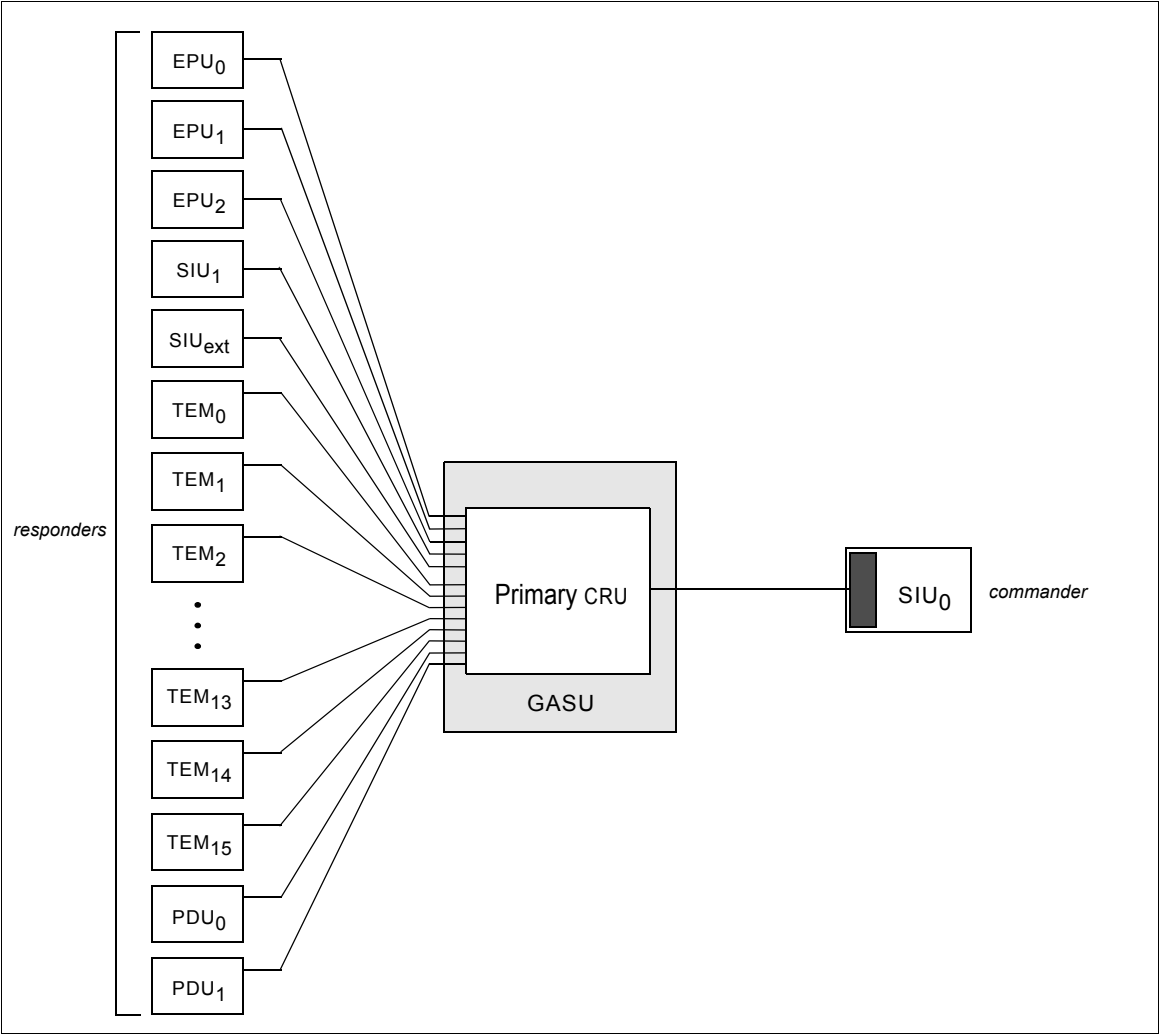 EPU0
EPU1
EPU2
SIU1
SIUext
TEM0
TEM1
responders
TEM2
Primary CRU
SIU0
commander
TEM13
GASU
TEM14
TEM15
PDU0
PDU1